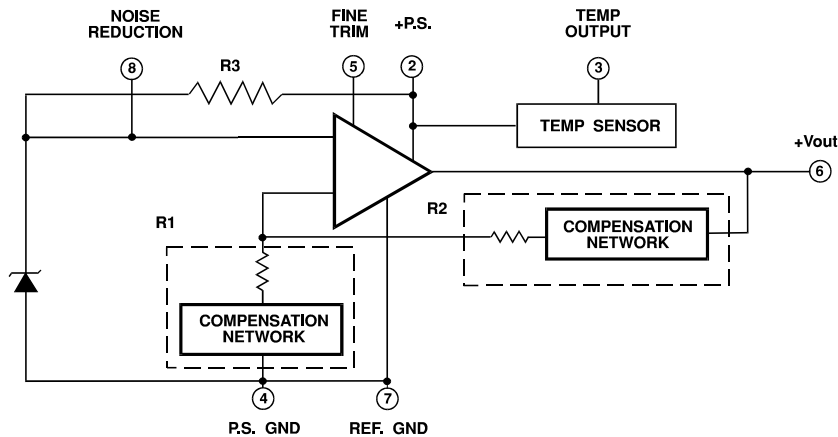 NOISE
REDUCTION
FINE
TRIM
+P.S.
TEMP
OUTPUT
8
R3
5
2
3
TEMP SENSOR
+Vout
6
R1
R2
COMPENSATION
NETWORK
COMPENSATION
NETWORK
4
7
P.S. GND
REF. GND